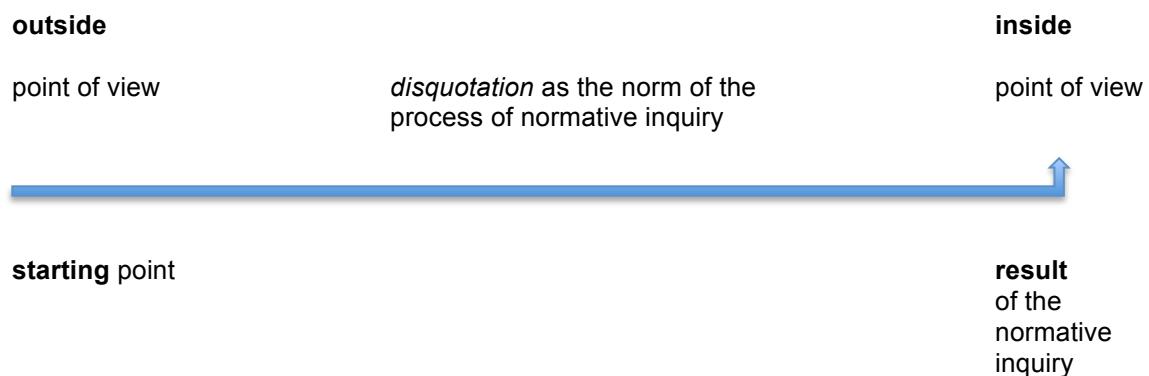 outside inside
point of view disquotation as the norm of the point of view
process of normative inquiry
starting point result
of the
normative
inquiry